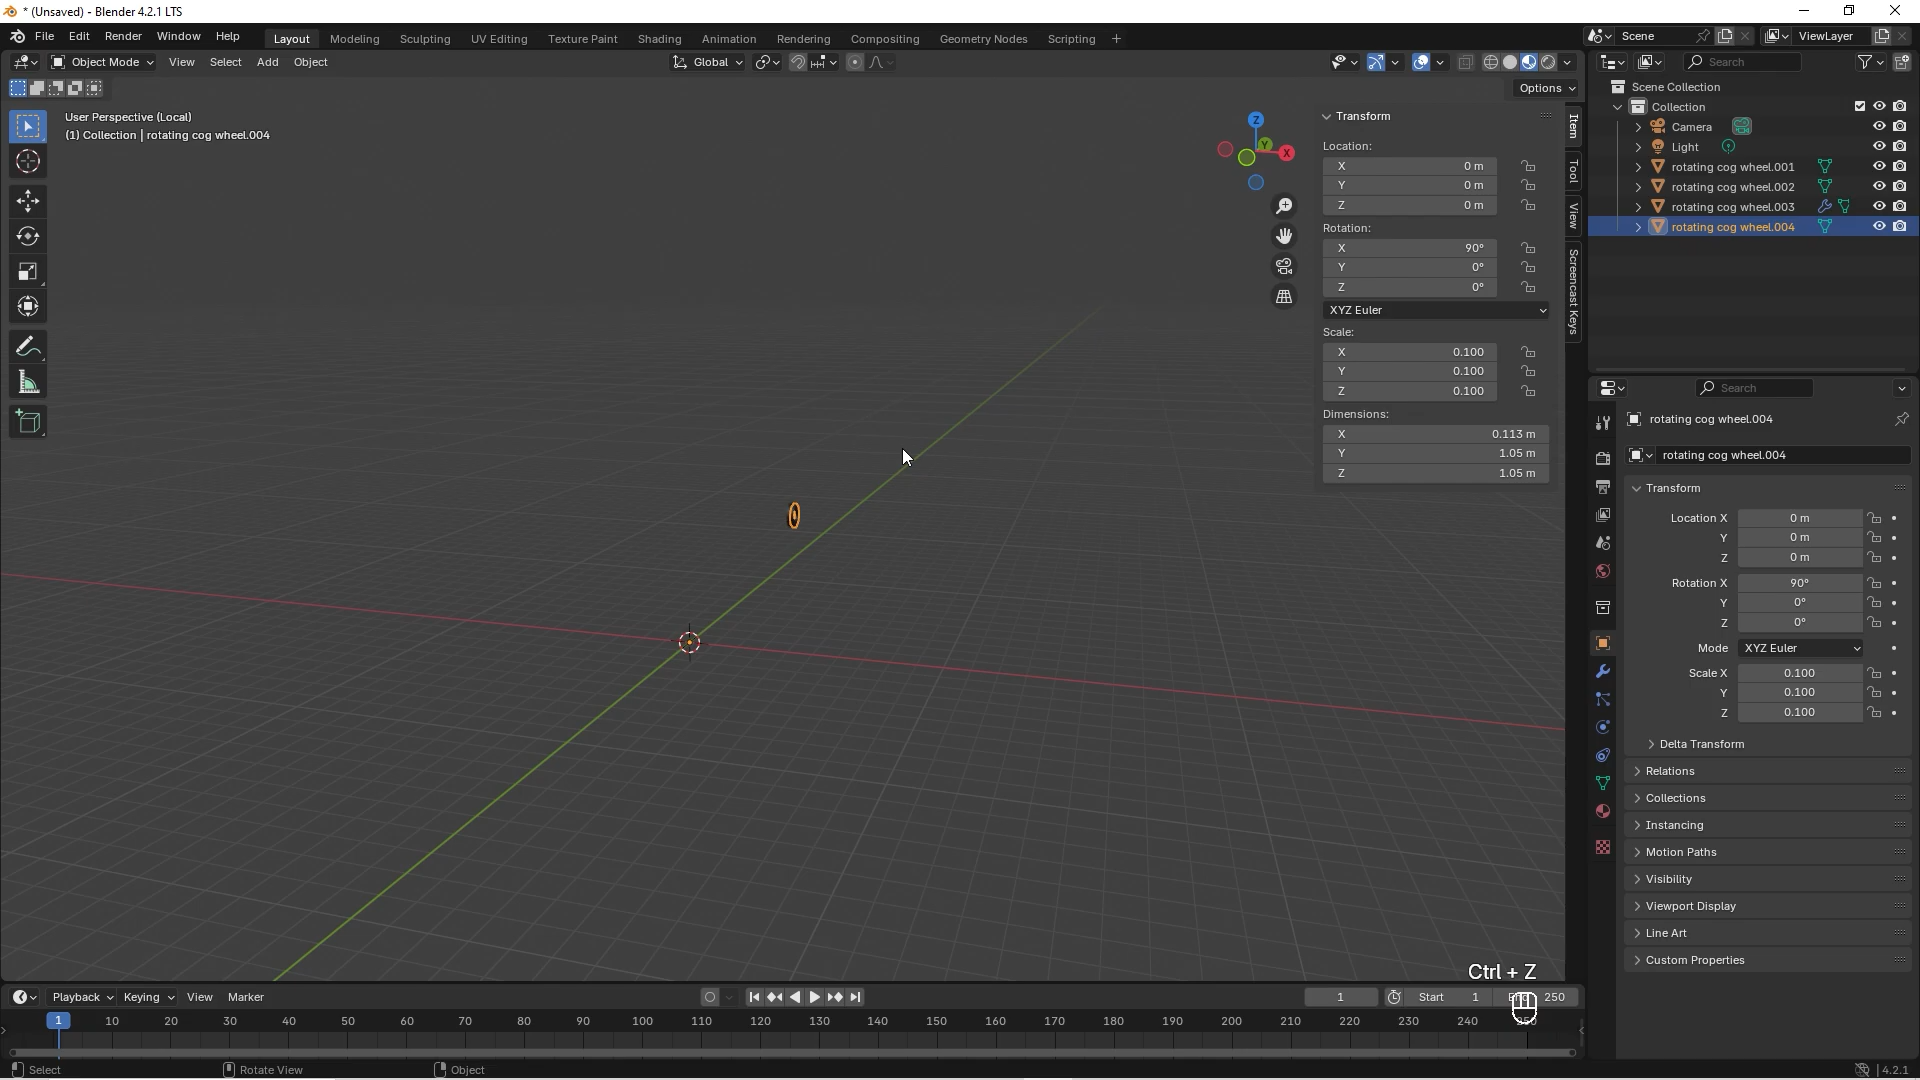 * (Unsaved) - Blender 4.2.1 LTS
File Edit Render Window Help Layout Modeling Sculpting UV Editing Texture Paint Shading Animation Rendering Compositing Geometry Nodes Scripting + Scene ViewLayer
Object Mode View Select Add Object Global Search
Options
User Perspective (Local)
(1) Collection | rotating cog wheel.004
Z
Y
X
Transform
Location:
X 0 m
Y 0 m
Z 0 m
Rotation:
X 90°
Y 0°
Z 0°
XYZ Euler
Scale:
X 0.100
Y 0.100
Z 0.100
Dimensions:
X 0.113 m
Y 1.05 m
Z 1.05 m
Item
Tool
View
Screencast Keys
Scene Collection
Collection
Camera
Light
rotating cog wheel.001
rotating cog wheel.002
rotating cog wheel.003
rotating cog wheel.004
Search
rotating cog wheel.004
rotating cog wheel.004
Transform
Location X 0 m
Y 0 m
Z 0 m
Rotation X 90°
Y 0°
Z 0°
Mode XYZ Euler
Scale X 0.100
Y 0.100
Z 0.100
Delta Transform
Relations
Collections
Instancing
Motion Paths
Visibility
Viewport Display
Line Art
Custom Properties
Ctrl + Z
Playback Keying View Marker 1 Start 1 250
1 10 20 30 40 50 60 70 80 90 100 110 120 130 140 150 160 170 180 190 200 210 220 230 240 250
Select Rotate View Object 4.2.1